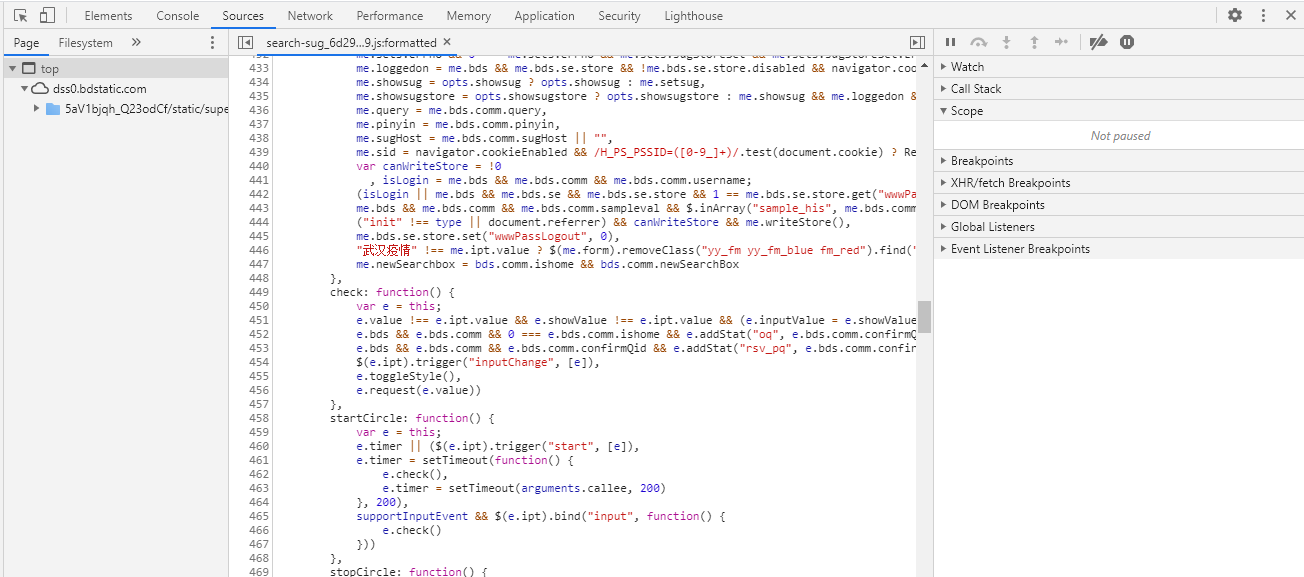 Elements Console Sources Network Performance Memory Application Security Lighthouse
Page Filesystem » search-sug_6d29...9.js:formatted ×
top
dss0.bdstatic.com
5aV1bjqh_Q23odCf/static/supe
433 me.loggedon = me.bds && me.bds.se.store && !me.bds.se.store.disabled && navigator.coo
434 me.showsug = opts.showsug ? opts.showsug : me.setsug,
435 me.showsugstore = opts.showsugstore ? opts.showsugstore : me.showsug && me.loggedon &
436 me.query = me.bds.comm.query,
437 me.pinyin = me.bds.comm.pinyin,
438 me.sugHost = me.bds.comm.sugHost || "",
439 me.sid = navigator.cookieEnabled && /H_PS_PSSID=([0-9_]+)/.test(document.cookie) ? Re
440 var canWriteStore = !0
441 , isLogin = me.bds && me.bds.comm && me.bds.comm.username;
442 (isLogin || me.bds && me.bds.se && me.bds.se.store && 1 == me.bds.se.store.get("wwwPa
443 me.bds && me.bds.comm && me.bds.comm.sampleval && $.inArray("sample_his", me.bds.comm
444 ("init" !== type || document.referrer) && canWriteStore && me.writeStore(),
445 me.bds.se.store.set("wwwPassLogout", 0),
446 "武汉疫情" !== me.ipt.value ? $(me.form).removeClass("yy_fm yy_fm_blue fm_red").find("
447 me.newSearchbox = bds.comm.ishome && bds.comm.newSearchBox
448 },
449 check: function() {
450 var e = this;
451 e.value !== e.ipt.value && e.showValue !== e.ipt.value && (e.inputValue = e.showValue
452 e.bds && e.bds.comm && 0 === e.bds.comm.ishome && e.addStat("oq", e.bds.comm.confirmQ
453 e.bds && e.bds.comm && e.bds.comm.confirmQid && e.addStat("rsv_pq", e.bds.comm.confir
454 $(e.ipt).trigger("inputChange", [e]),
455 e.toggleStyle(),
456 e.request(e.value))
457 },
458 startCircle: function() {
459 var e = this;
460 e.timer || ($(e.ipt).trigger("start", [e]),
461 e.timer = setTimeout(function() {
462 e.check(),
463 e.timer = setTimeout(arguments.callee, 200)
464 }, 200),
465 supportInputEvent && $(e.ipt).bind("input", function() {
466 e.check()
467 }))
468 },
469 stopCircle: function() {
Watch
Call Stack
Scope
Not paused
Breakpoints
XHR/fetch Breakpoints
DOM Breakpoints
Global Listeners
Event Listener Breakpoints